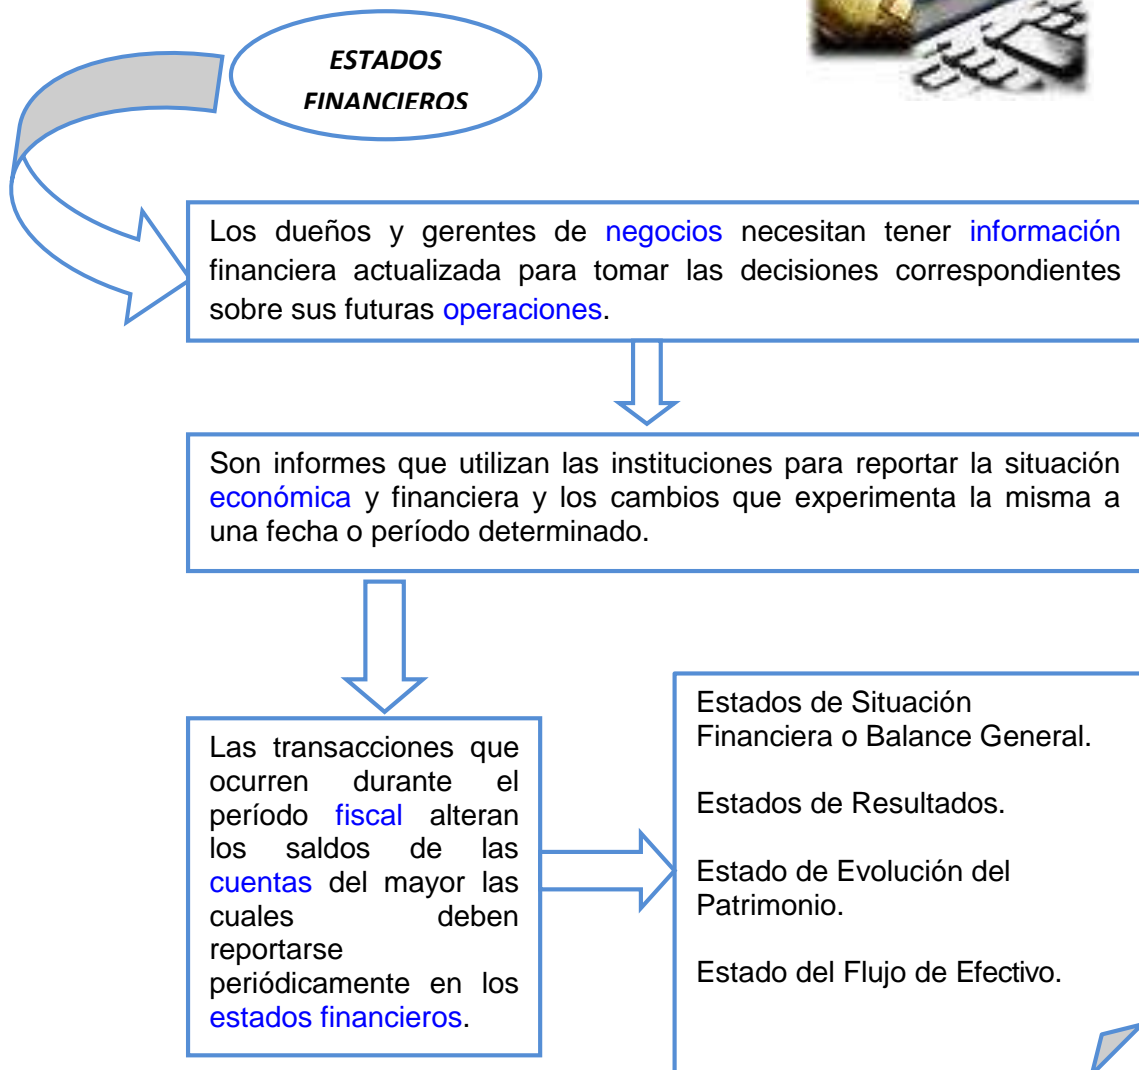 ESTADOS
FINANCIEROS
Los dueños y gerentes de negocios necesitan tener información
financiera actualizada para tomar las decisiones correspondientes
sobre sus futuras operaciones.
Son informes que utilizan las instituciones para reportar la situación
económica y financiera y los cambios que experimenta la misma a
una fecha o período determinado.
Las transacciones que
ocurren durante el
período fiscal alteran
los saldos de las
cuentas del mayor las
cuales deben
reportarse
periódicamente en los
estados financieros.
Estados de Situación
Financiera o Balance General.
Estados de Resultados.
Estado de Evolución del
Patrimonio.
Estado del Flujo de Efectivo.